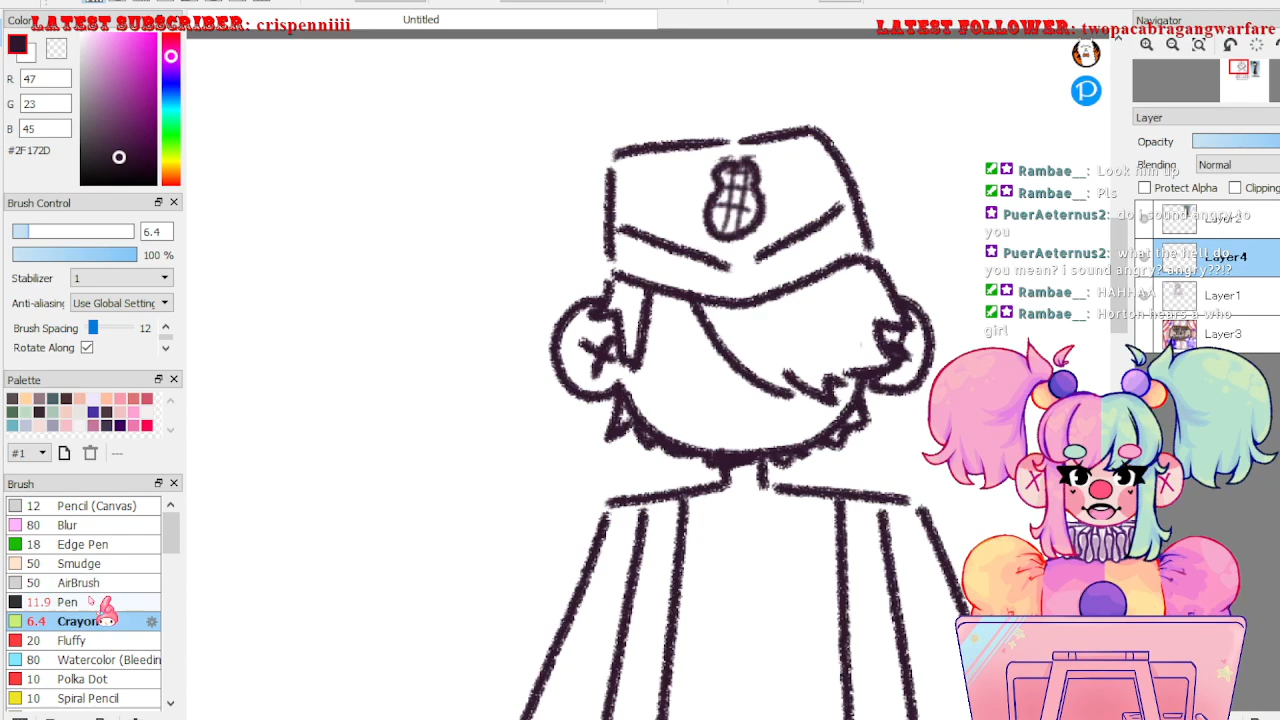 LATEST SUBSCRIBER: crispenniiii
Untitled
LATEST FOLLOWER: twopacabragangwarfare
Navigator
R 47
G 23
B 45
#2F172D
Brush Control
6.4
100 %
Stabilizer 1
Anti-aliasing Use Global Setting
Brush Spacing 12
Rotate Along
Palette
#1
Brush
12 Pencil (Canvas)
80 Blur
18 Edge Pen
50 Smudge
50 AirBrush
11.9 Pen
6.4 Crayon
20 Fluffy
80 Watercolor (Bleedin
10 Polka Dot
10 Spiral Pencil
Layer
Opacity
Blending Normal
Protect Alpha Clipping
Layer2
Layer4
Layer1
Layer3
Rambae__: Look him up
Rambae__: Pls
PuerAeternus2: do i sound angry to
you
PuerAeternus2: what the hell do
you mean? i sound angry? angry??!?
Rambae__: HAHHAA
Rambae__: Horton hears a who
girl